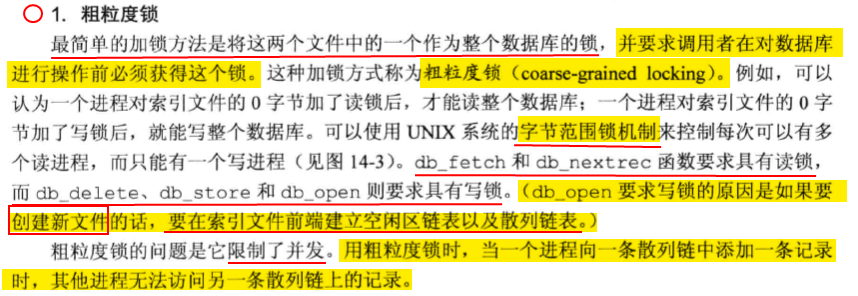 1. 粗粒度锁
最简单的加锁方法是将这两个文件中的一个作为整个数据库的锁，并要求调用者在对数据库
进行操作前必须获得这个锁。这种加锁方式称为粗粒度锁（coarse-grained locking）。例如，可以
认为一个进程对索引文件的 0 字节加了读锁后，才能读整个数据库；一个进程对索引文件的 0 字
节加了写锁后，就能写整个数据库。可以使用 UNIX 系统的字节范围锁机制来控制每次可以有多
个读进程，而只能有一个写进程（见图 14-3）。db_fetch 和 db_nextrec 函数要求具有读锁，
而 db_delete、db_store 和 db_open 则要求具有写锁。（db_open 要求写锁的原因是如果要
创建新文件的话，要在索引文件前端建立空闲区链表以及散列链表。）
粗粒度锁的问题是它限制了并发。用粗粒度锁时，当一个进程向一条散列链中添加一条记录
时，其他进程无法访问另一条散列链上的记录。